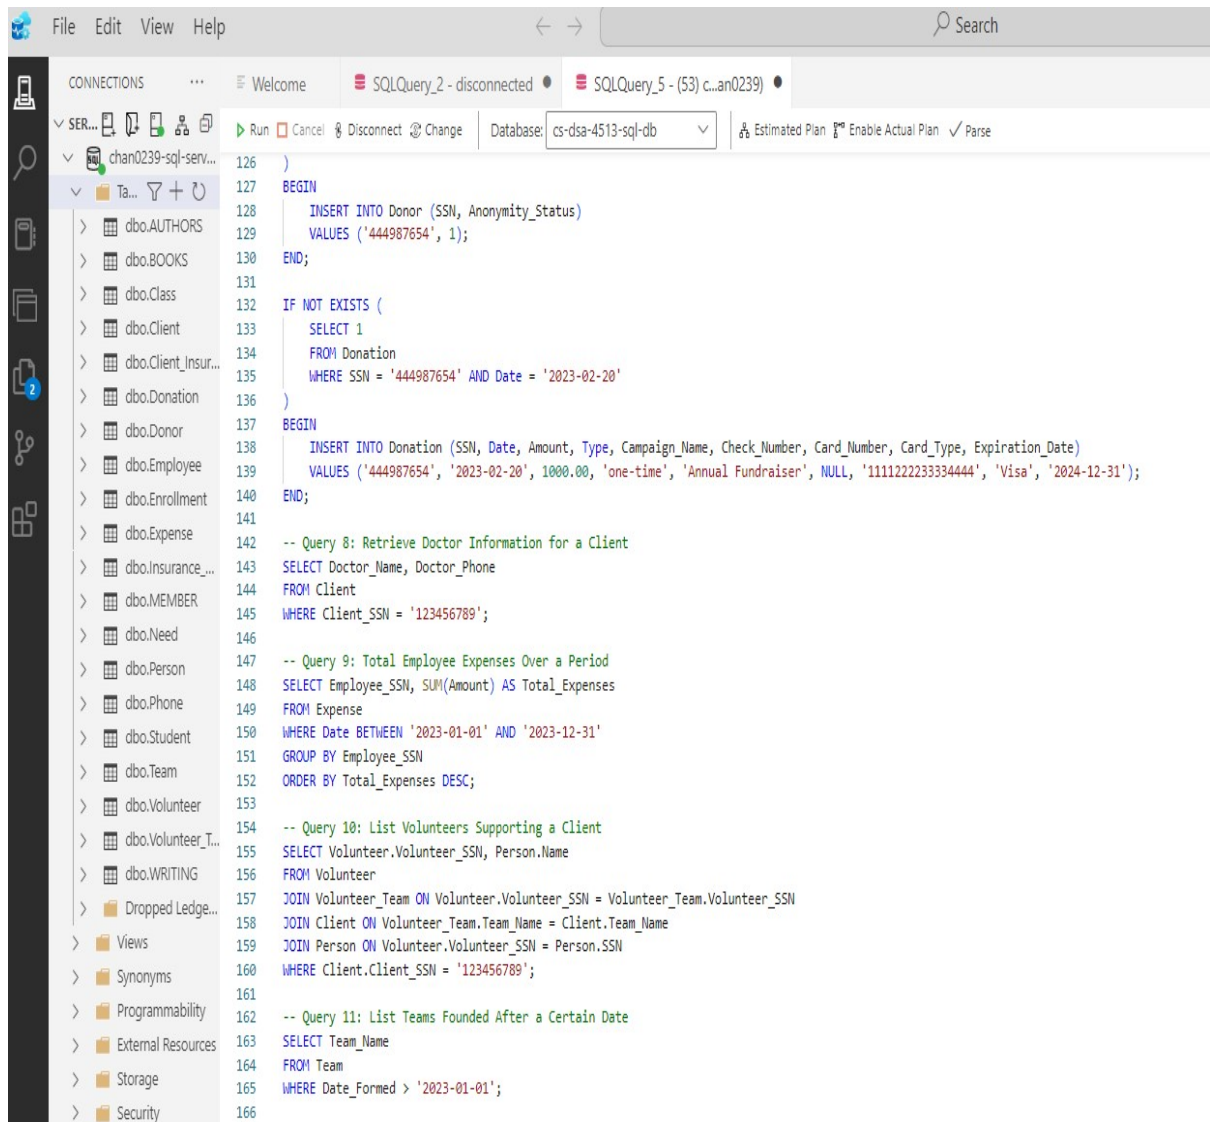 File Edit View Help
Search
CONNECTIONS ...
Welcome
SQLQuery_2 - disconnected
SQLQuery_5 - (53) c...an0239)
SER...
Run Cancel Disconnect Change Database: cs-dsa-4513-sql-db Estimated Plan Enable Actual Plan Parse
chan0239-sql-serv...
Ta...
dbo.AUTHORS
dbo.BOOKS
dbo.Class
dbo.Client
dbo.Client_Insur...
dbo.Donation
dbo.Donor
dbo.Employee
dbo.Enrollment
dbo.Expense
dbo.Insurance_...
dbo.MEMBER
dbo.Need
dbo.Person
dbo.Phone
dbo.Student
dbo.Team
dbo.Volunteer
dbo.Volunteer_T...
dbo.WRITING
Dropped Ledge...
Views
Synonyms
Programmability
External Resources
Storage
Security
2
126 )
127 BEGIN
128 INSERT INTO Donor (SSN, Anonymity_Status)
129 VALUES ('444987654', 1);
130 END;
131
132 IF NOT EXISTS (
133 SELECT 1
134 FROM Donation
135 WHERE SSN = '444987654' AND Date = '2023-02-20'
136 )
137 BEGIN
138 INSERT INTO Donation (SSN, Date, Amount, Type, Campaign_Name, Check_Number, Card_Number, Card_Type, Expiration_Date)
139 VALUES ('444987654', '2023-02-20', 1000.00, 'one-time', 'Annual Fundraiser', NULL, '1111222233334444', 'Visa', '2024-12-31');
140 END;
141
142 -- Query 8: Retrieve Doctor Information for a Client
143 SELECT Doctor_Name, Doctor_Phone
144 FROM Client
145 WHERE Client_SSN = '123456789';
146
147 -- Query 9: Total Employee Expenses Over a Period
148 SELECT Employee_SSN, SUM(Amount) AS Total_Expenses
149 FROM Expense
150 WHERE Date BETWEEN '2023-01-01' AND '2023-12-31'
151 GROUP BY Employee_SSN
152 ORDER BY Total_Expenses DESC;
153
154 -- Query 10: List Volunteers Supporting a Client
155 SELECT Volunteer.Volunteer_SSN, Person.Name
156 FROM Volunteer
157 JOIN Volunteer_Team ON Volunteer.Volunteer_SSN = Volunteer_Team.Volunteer_SSN
158 JOIN Client ON Volunteer_Team.Team_Name = Client.Team_Name
159 JOIN Person ON Volunteer.Volunteer_SSN = Person.SSN
160 WHERE Client.Client_SSN = '123456789';
161
162 -- Query 11: List Teams Founded After a Certain Date
163 SELECT Team_Name
164 FROM Team
165 WHERE Date_Formed > '2023-01-01';
166